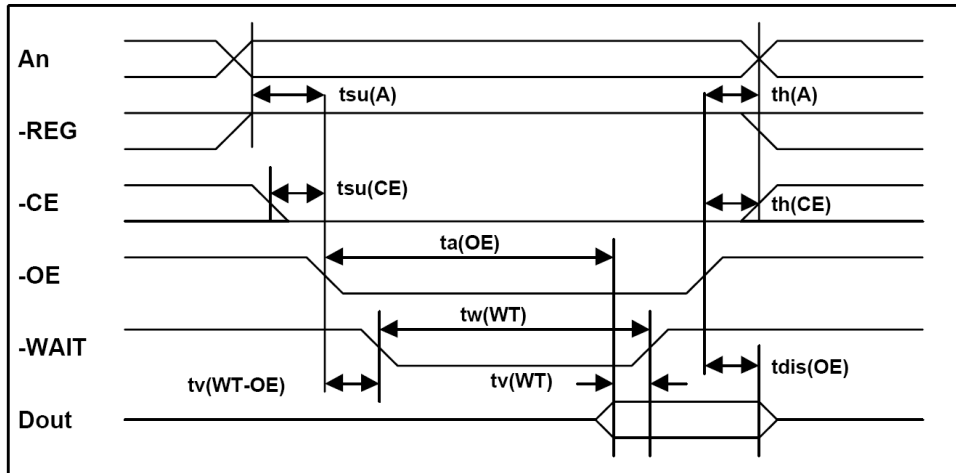 An
tsu(A)
th(A)
-REG
tsu(CE)
-CE
th(CE)
ta(OE)
-OE
tw(WT)
-WAIT
tv(WT-OE)
tv(WT)
tdis(OE)
Dout